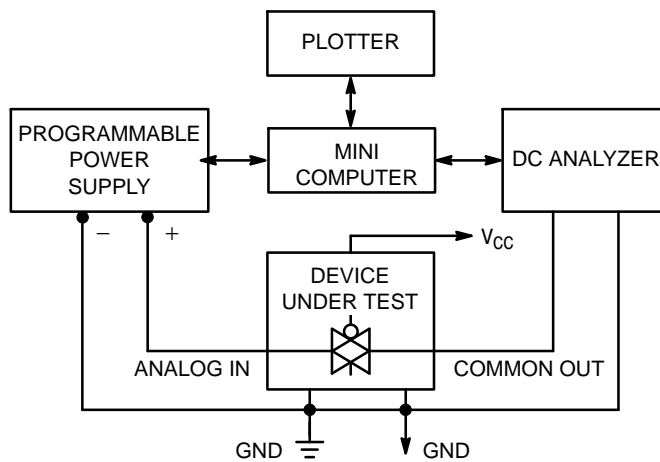 PLOTTER
PROGRAMMABLE
POWER
SUPPLY
MINI
COMPUTER
DC ANALYZER
− +
VCC
DEVICE
UNDER TEST
ANALOG IN
COMMON OUT
GND
GND